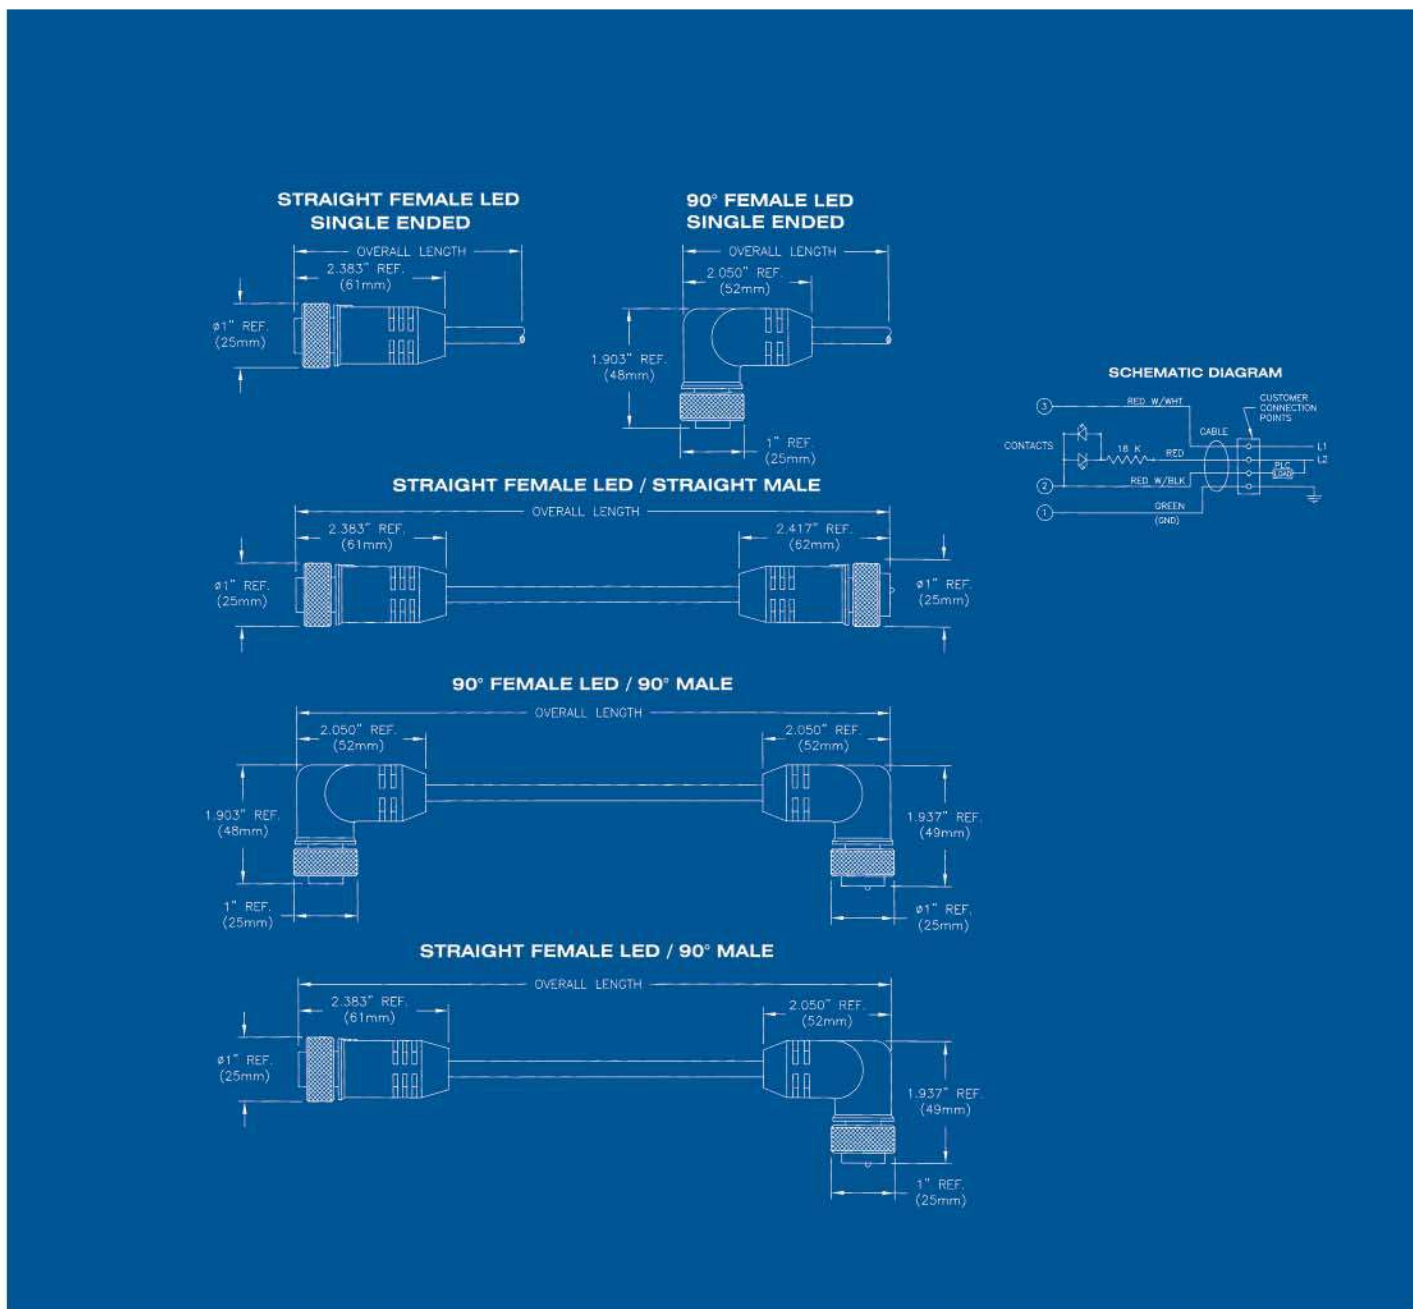 STRAIGHT FEMALE LED
SINGLE ENDED
OVERALL LENGTH
2.383" REF.
(61mm)
ø1" REF.
(25mm)
90° FEMALE LED
SINGLE ENDED
OVERALL LENGTH
2.050" REF.
(52mm)
1.903" REF.
(48mm)
1" REF.
(25mm)
SCHEMATIC DIAGRAM
3
RED W/WHT
CUSTOMER
CONNECTION
POINTS
CABLE
CONTACTS
18 K
RED
L1
L2
PLC
LOAD
2
RED W/BLK
1
GREEN
(GND)
STRAIGHT FEMALE LED / STRAIGHT MALE
OVERALL LENGTH
2.383" REF.
(61mm)
2.417" REF.
(62mm)
ø1" REF.
(25mm)
ø1" REF.
(25mm)
90° FEMALE LED / 90° MALE
OVERALL LENGTH
2.050" REF.
(52mm)
2.050" REF.
(52mm)
1.903" REF.
(48mm)
1.937" REF.
(49mm)
1" REF.
(25mm)
ø1" REF.
(25mm)
STRAIGHT FEMALE LED / 90° MALE
OVERALL LENGTH
2.383" REF.
(61mm)
2.050" REF.
(52mm)
ø1" REF.
(25mm)
1.937" REF.
(49mm)
1" REF.
(25mm)